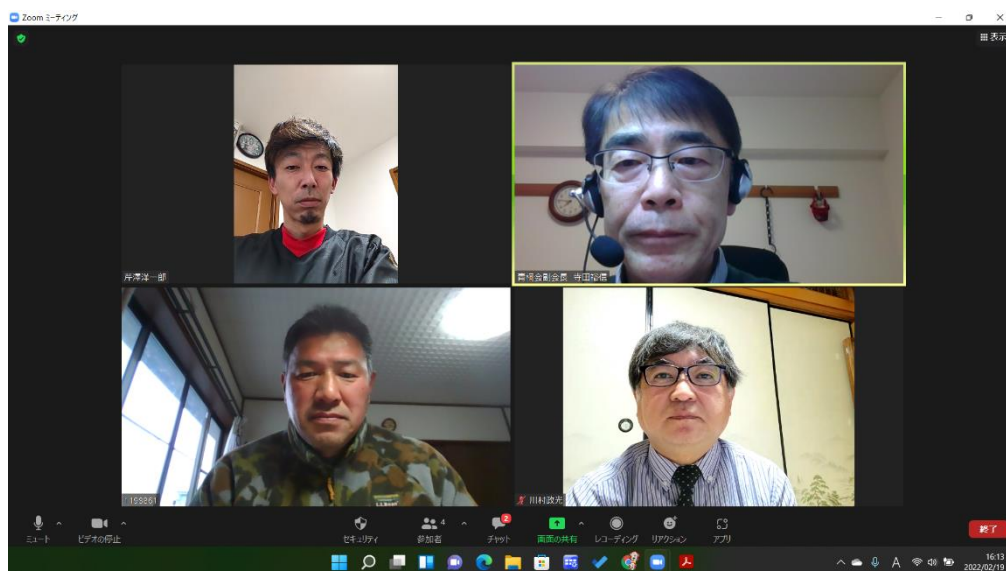 Zoom ミーティング
表示
岸澤洋一郎
青横会副会長 寺田裕信
199861
川村政光
ミュート
ビデオの停止
セキュリティ
4
参加者
2
チャット
画面の共有
レコーディング
リアクション
アプリ
終了
A
16:13
2022/02/19